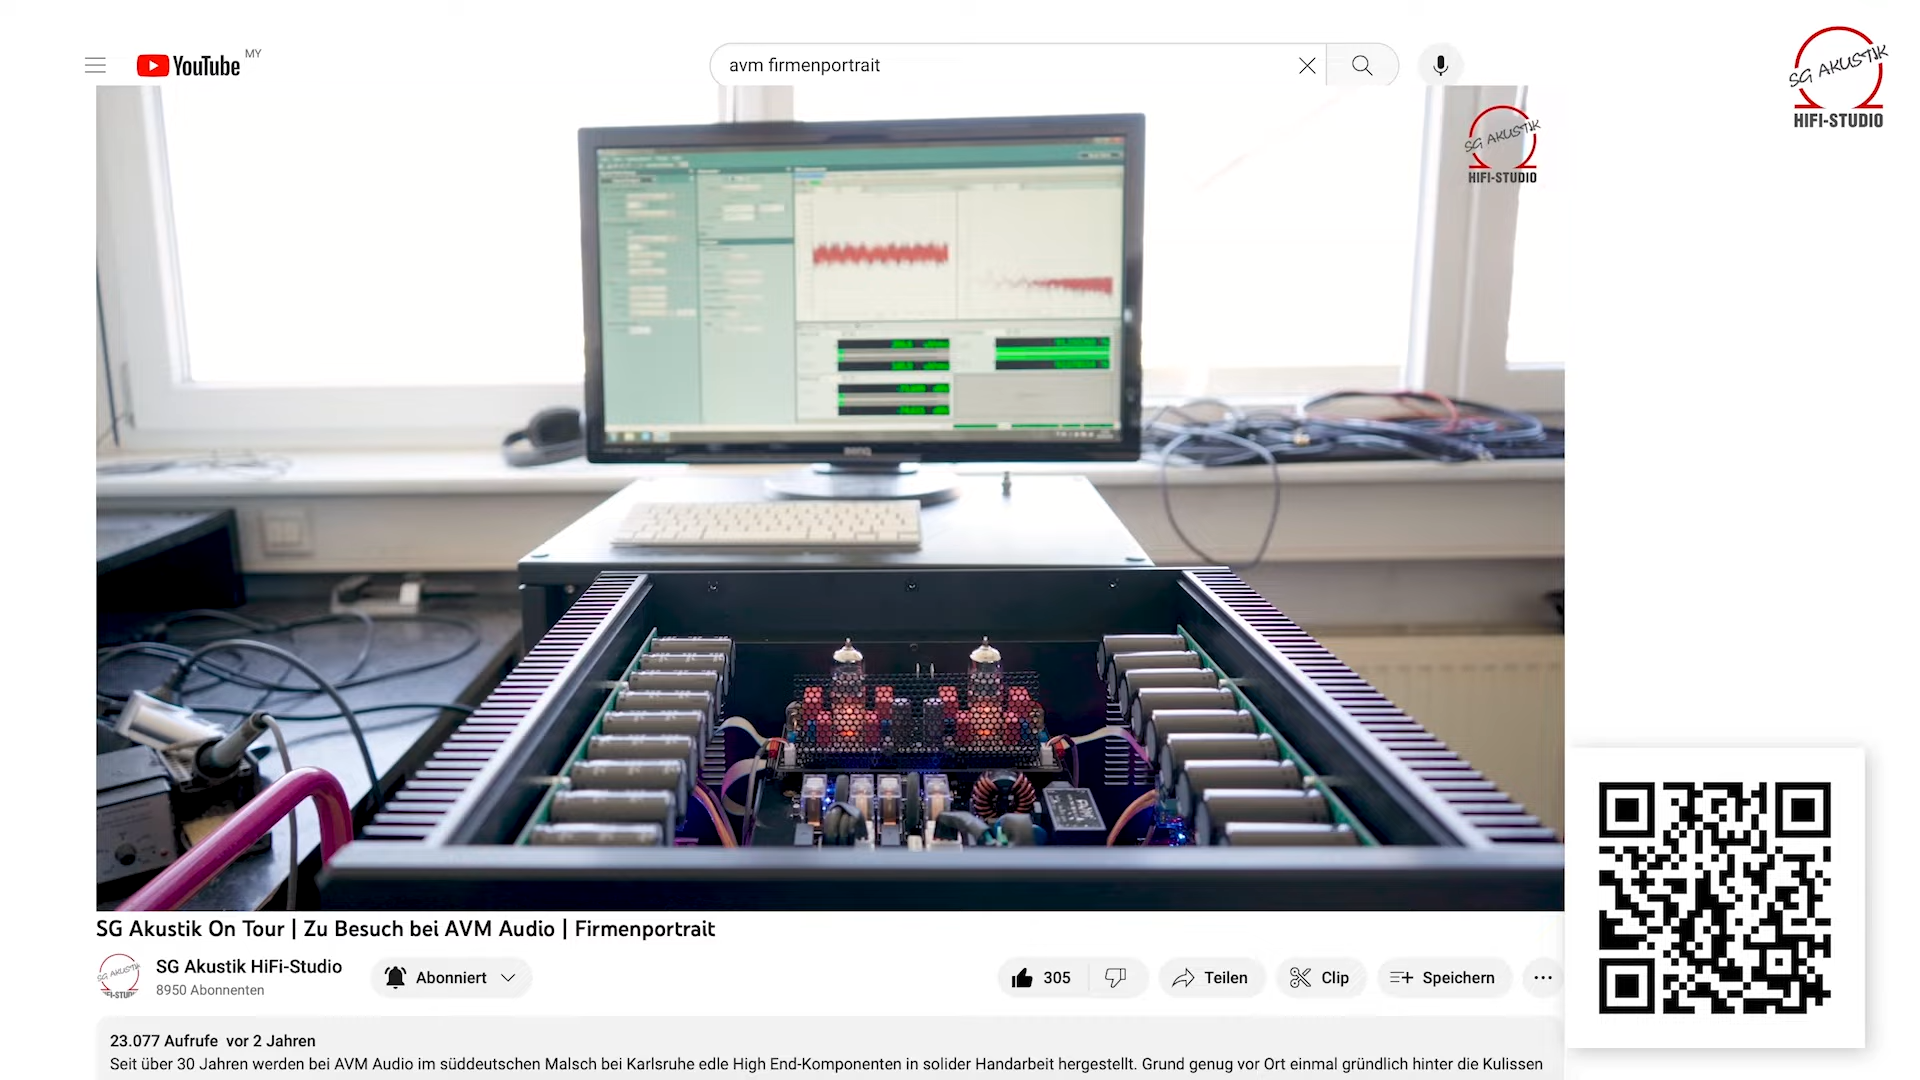 YouTube MY
avm firmenportrait
SG AKUSTIK
HIFI-STUDIO
SG AKUSTIK
HIFI-STUDIO
BenQ
SG Akustik On Tour | Zu Besuch bei AVM Audio | Firmenportrait
SG AKUSTIK
SG Akustik HiFi-Studio
8950 Abonnenten
Abonniert
305
Teilen
Clip
Speichern
23.077 Aufrufe vor 2 Jahren
Seit über 30 Jahren werden bei AVM Audio im süddeutschen Malsch bei Karlsruhe edle High End-Komponenten in solider Handarbeit hergestellt. Grund genug vor Ort einmal gründlich hinter die Kulissen